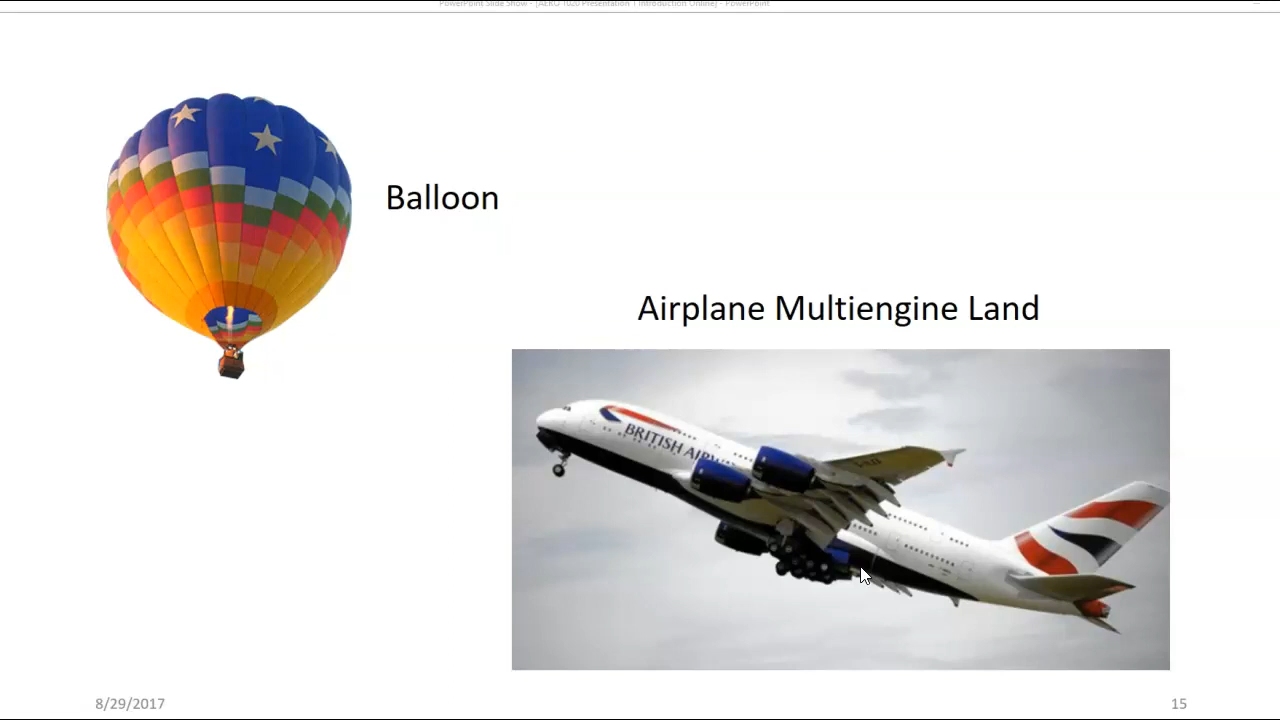 PowerPoint Slide Show - [AERO 1020 Presentation 1 Introduction Online] - PowerPoint
Balloon
Airplane Multiengine Land
BRITISH AIRW
8/29/2017
15